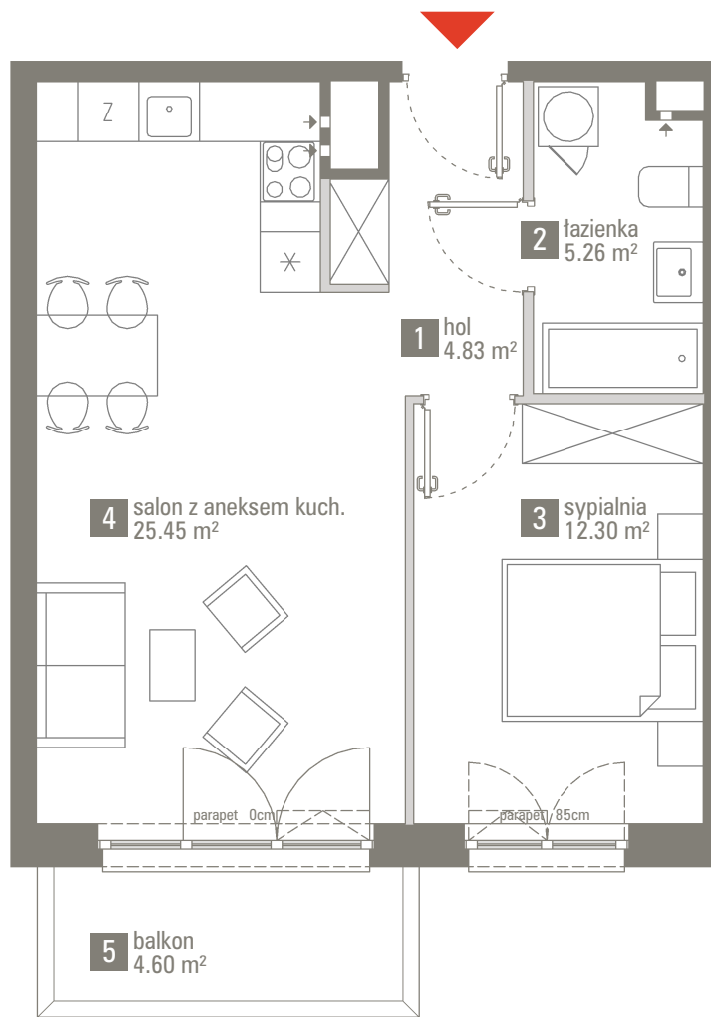 Z
2 łazienka
5.26 m²
1 hol
4.83 m²
4 salon z aneksem kuch.
25.45 m²
3 sypialnia
12.30 m²
parapet 0cm
parapet 85cm
5 balkon
4.60 m²